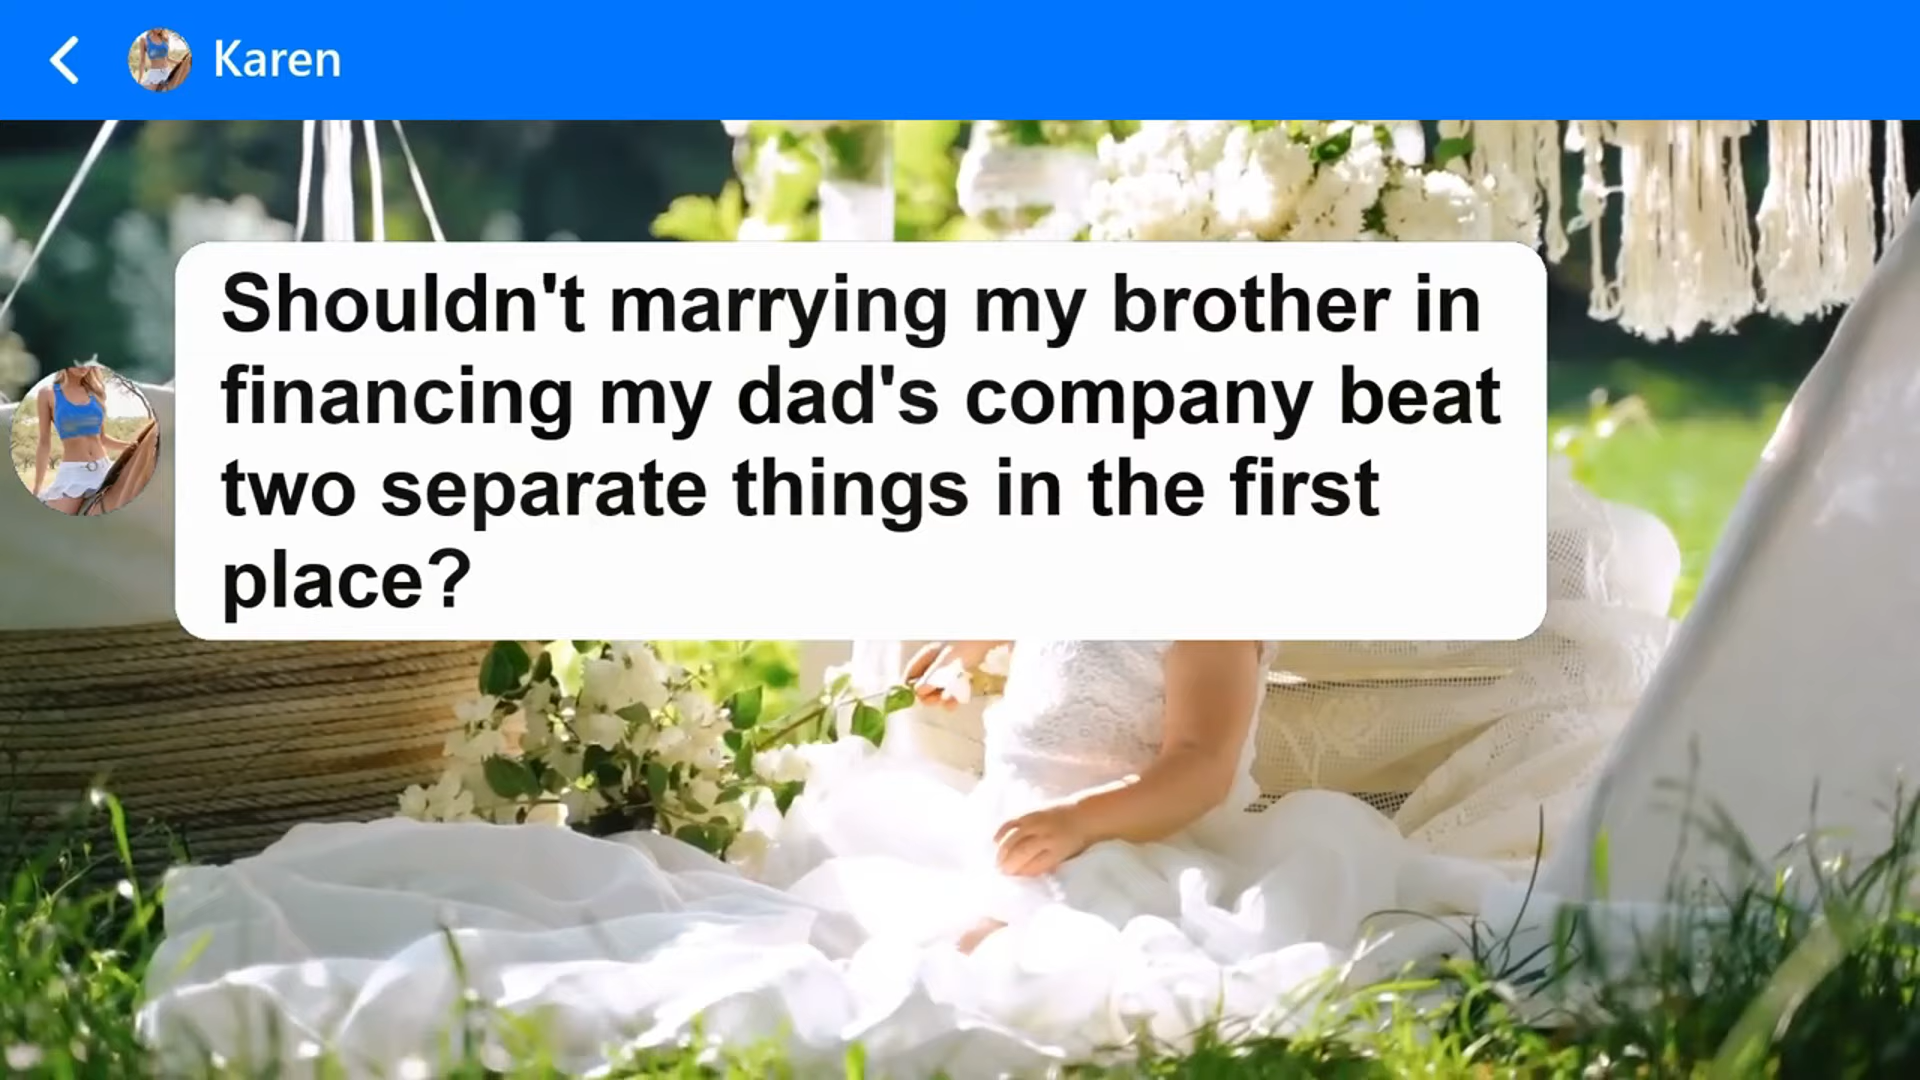 Karen
Shouldn't marrying my brother in
financing my dad's company beat
two separate things in the first
place?